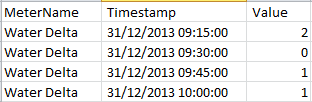 MeterName Timestamp Value
Water Delta 31/12/2013 09:15:00 2
Water Delta 31/12/2013 09:30:00 0
Water Delta 31/12/2013 09:45:00 1
Water Delta 31/12/2013 10:00:00 1